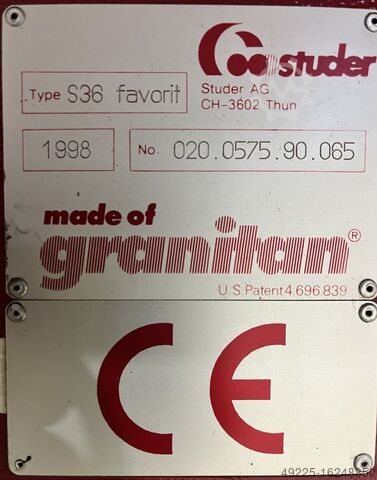 studer
Type S36 favorit
Studer AG
CH-3602 Thun
1998
No. 020.0575.90.065
made of
granitan®
U.S.Patent 4.696.839
CE
49225-16248350